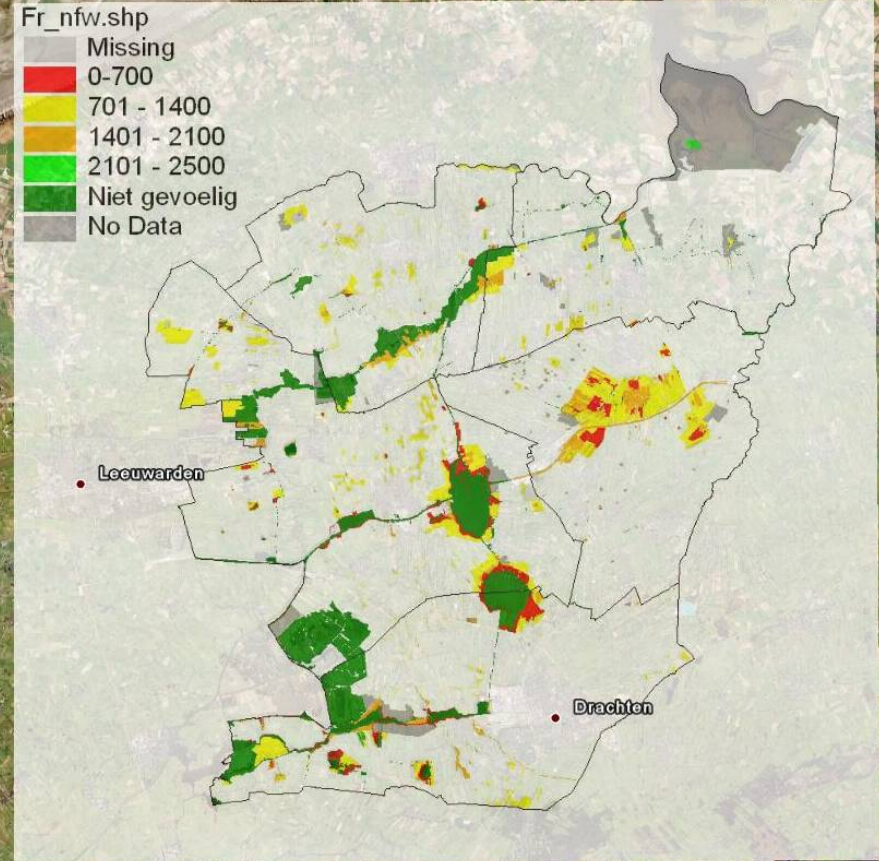 Fr_nfw.shp
Missing
0-700
701 - 1400
1401 - 2100
2101 - 2500
Niet gevoelig
No Data
Leeuwarden
Drachten